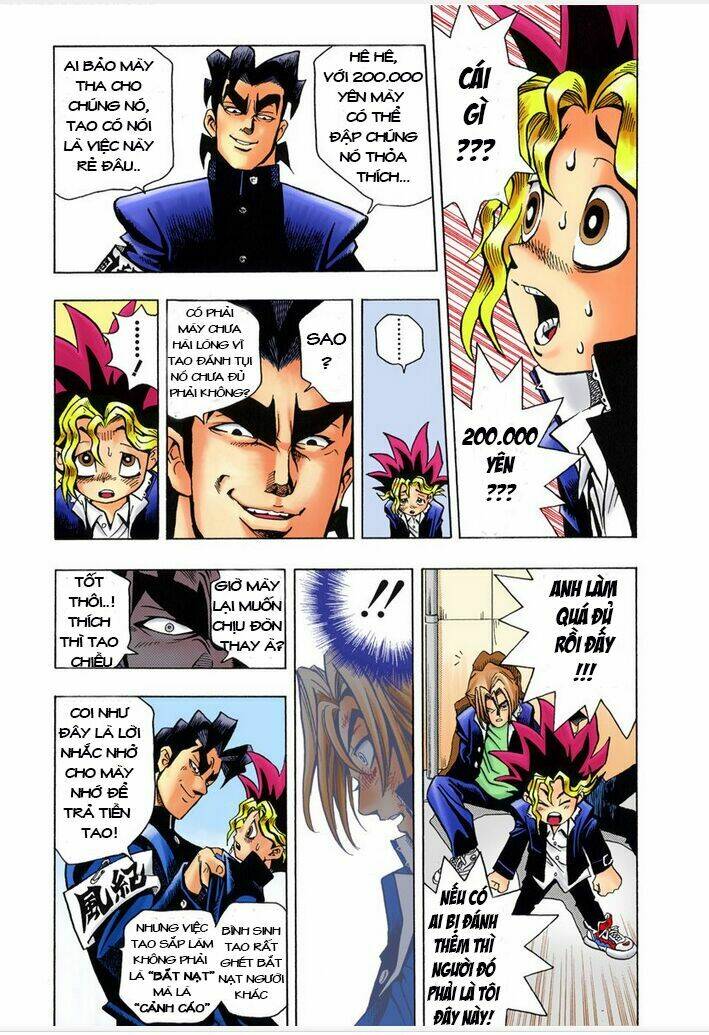 CÁI
GÌ
???
200.000
YÊN
???
HÊ HÊ,
VỚI 200.000
YÊN MÀY
CÓ THỂ
ĐẬP CHÚNG
NÓ THỎA
THÍCH...
AI BẢO MÀY
THA CHO
CHÚNG NÓ,
TAO CÓ NÓI
LÀ VIỆC NÀY
RẺ ĐÂU..
.........
SAO
?
CÓ PHẢI
MÀY CHƯA
HÀI LÒNG VÌ
TAO ĐÁNH TỤI
NÓ CHƯA ĐỦ
PHẢI KHÔNG?
......!
ANH LÀM
QUÁ ĐỦ
RỒI ĐẤY
!!!
NẾU CÓ
AI BỊ ĐÁNH
THÊM THÌ
NGƯỜI ĐÓ
LÀ TÔI
ĐÂY NÀY!
!!
GIỜ MÀY
LẠI MUỐN
CHỊU ĐÒN
THAY À?
TỐT
THÔI..!
THÍCH
THÌ TAO
CHIỀU
COI NHƯ
ĐÂY LÀ LỜI
NHẮC NHỞ
CHO MÀY
NHỚ ĐỂ
TRẢ TIỀN
TAO!
風紀
BÌNH SINH
TAO RẤT
GHÉT BẮT
NẠT NGƯỜI
KHÁC
NHƯNG VIỆC
TAO SẮP LÀM
KHÔNG PHẢI
LÀ "BẮT NẠT"
MÀ LÀ
"CẢNH CÁO"